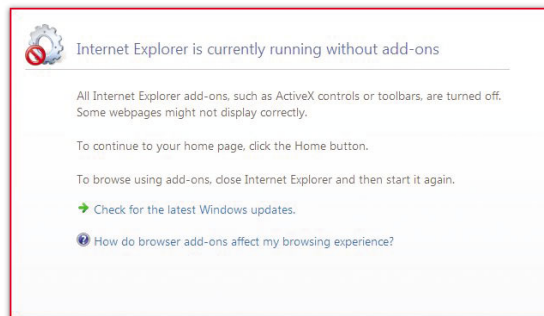 Internet Explorer is currently running without add-ons
All Internet Explorer add-ons, such as ActiveX controls or toolbars, are turned off.
Some webpages might not display correctly.
To continue to your home page, click the Home button.
To browse using add-ons, close Internet Explorer and then start it again.
Check for the latest Windows updates.
How do browser add-ons affect my browsing experience?